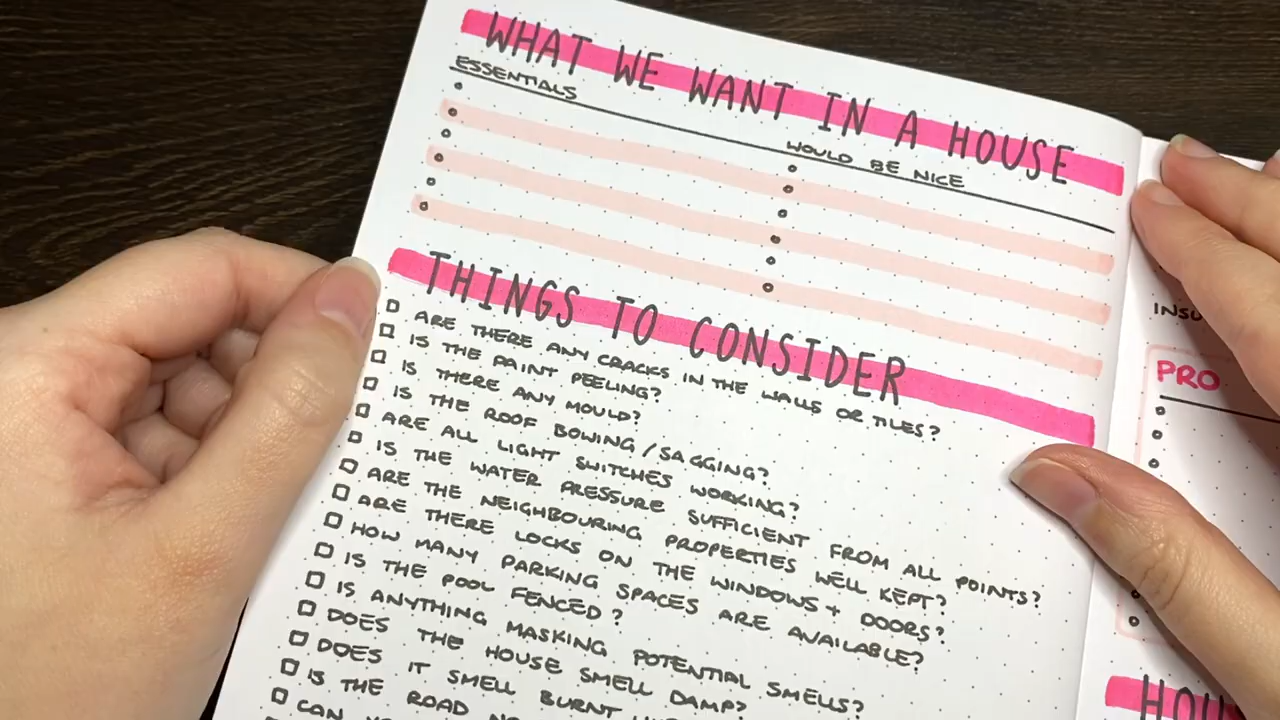 WHAT WE WANT IN A HOUSE
ESSENTIALS
WOULD BE NICE
THINGS TO CONSIDER
ARE THERE ANY CRACKS IN THE WALLS OR TILES?
IS THE PAINT PEELING?
IS THERE ANY MOULD?
IS THE ROOF BOWING/SAGGING?
ARE ALL LIGHT SWITCHES WORKING?
IS THE WATER PRESSURE SUFFICIENT FROM ALL POINTS?
ARE THE NEIGHBOURING PROPERTIES WELL KEPT?
ARE THERE LOCKS ON THE WINDOWS + DOORS?
HOW MANY PARKING SPACES ARE AVAILABLE?
IS THE POOL FENCED?
IS ANYTHING MASKING POTENTIAL SMELLS?
DOES THE HOUSE SMELL DAMP?
DOES IT SMELL BURNT
IS THE ROAD
CAN
PRO